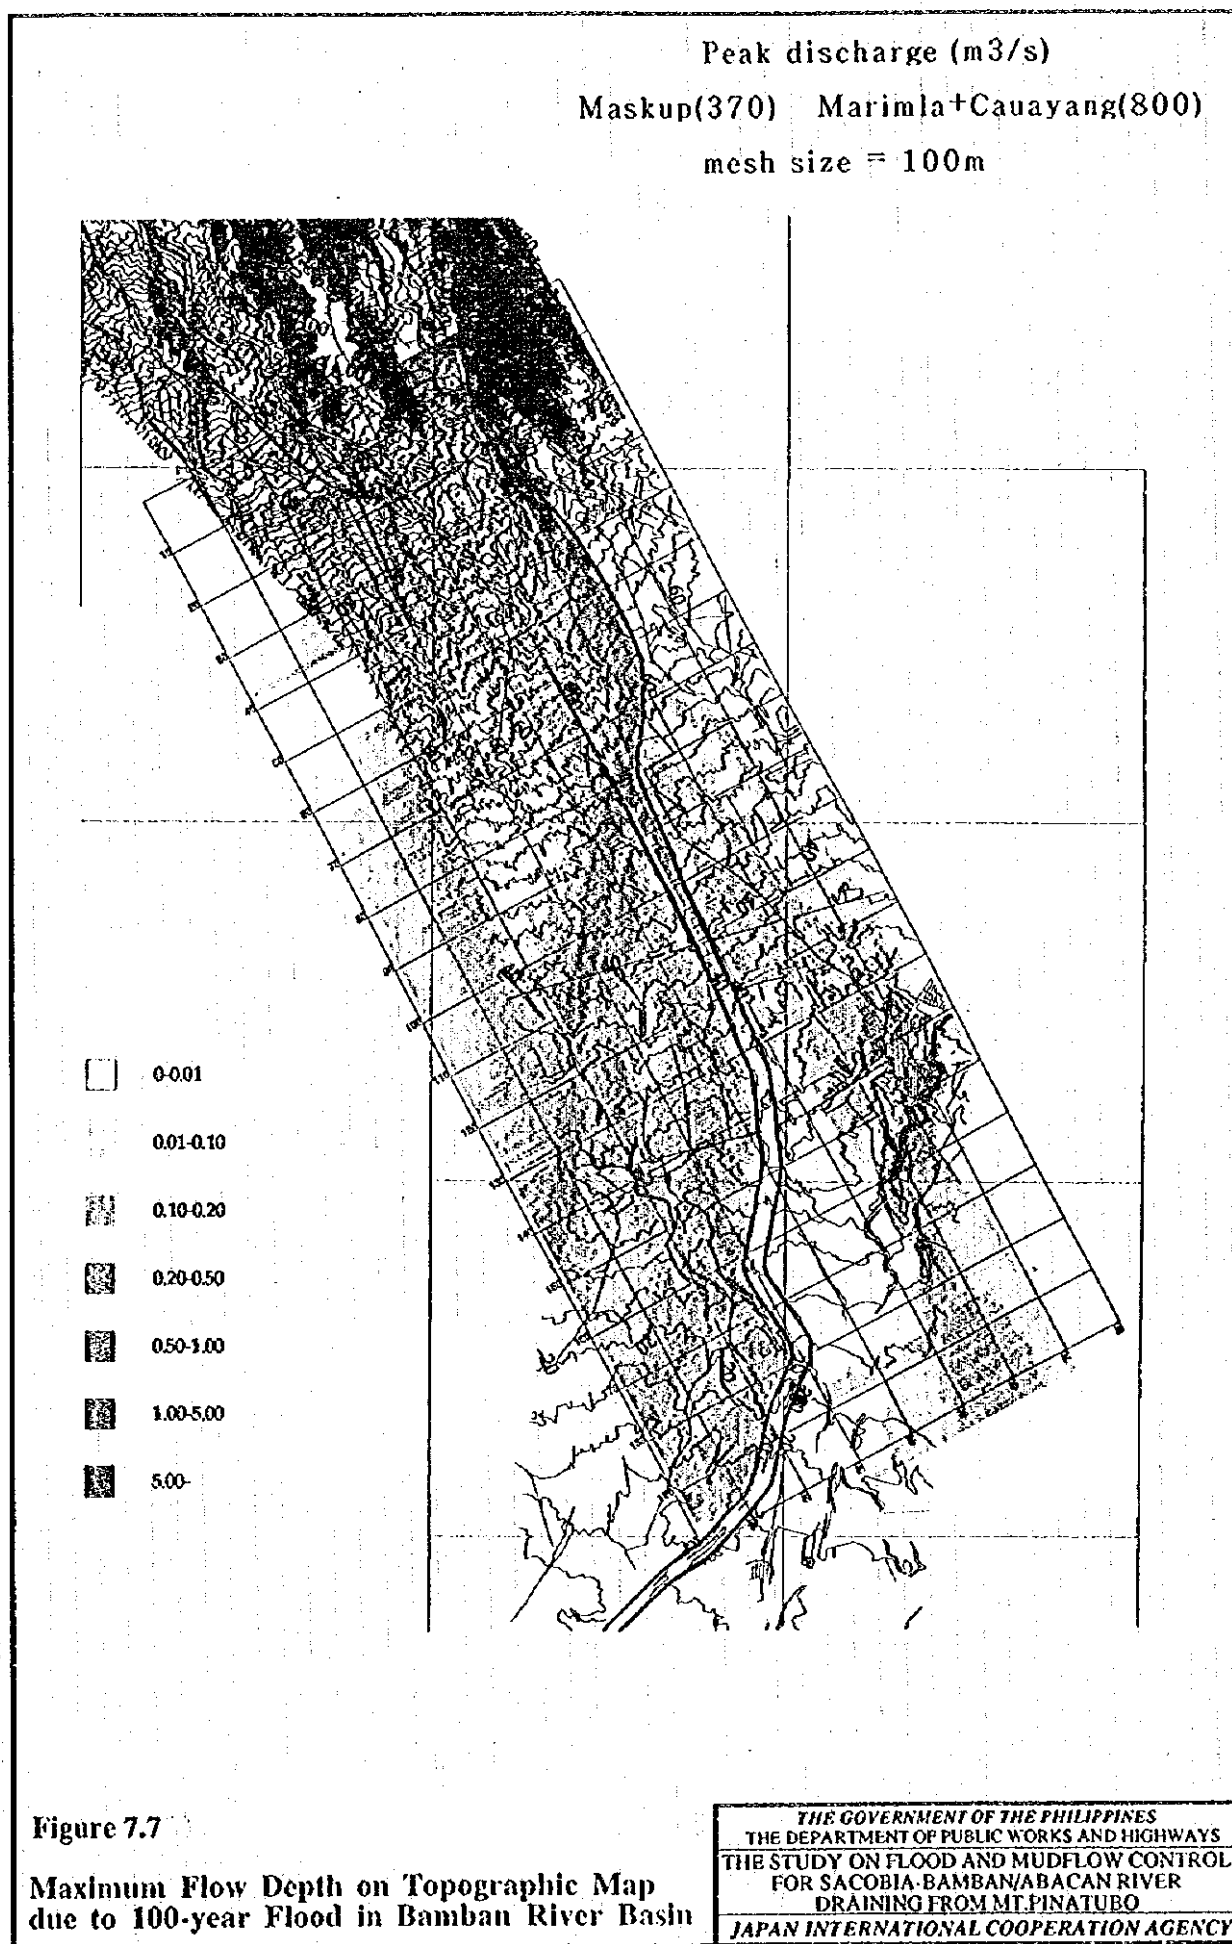 Peak discharge (m3/s)
Maskup(370) Marimla+Cauayang(800)
mesh size = 100m
60
0-0.01
0.01-0.10
0.10-0.20
0.20-0.50
0.50-1.00
1.00-5.00
5.00-
Figure 7.7
Maximum Flow Depth on Topographic Map
due to 100-year Flood in Bamban River Basin
THE GOVERNMENT OF THE PHILIPPINES
THE DEPARTMENT OF PUBLIC WORKS AND HIGHWAYS
THE STUDY ON FLOOD AND MUDFLOW CONTROL
FOR SACOBIA-BAMBAN/ABACAN RIVER
DRAINING FROM MT.PINATUBO
JAPAN INTERNATIONAL COOPERATION AGENCY